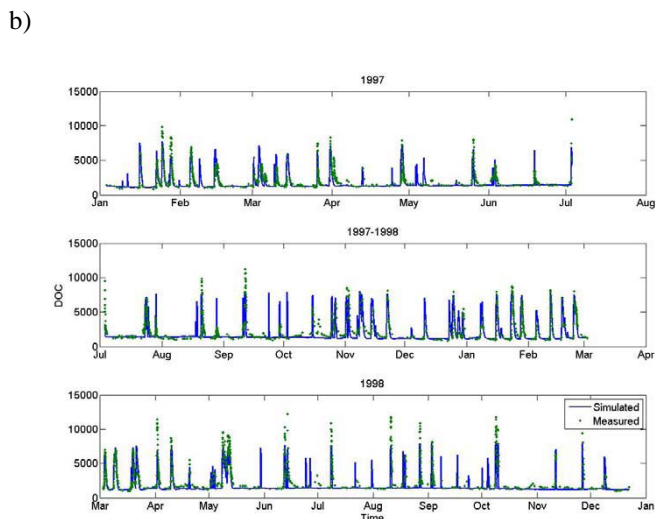 b)
1997
15000
10000
5000
0
Jan Feb Mar Apr May Jun Jul Aug
1997-1998
DOC
15000
10000
5000
0
Jul Aug Sep Oct Nov Dec Jan Feb Mar Apr
1998
15000
10000
5000
0
Simulated
Measured
Mar Apr May Jun Jul Aug Sep Oct Nov Dec Jan
Time